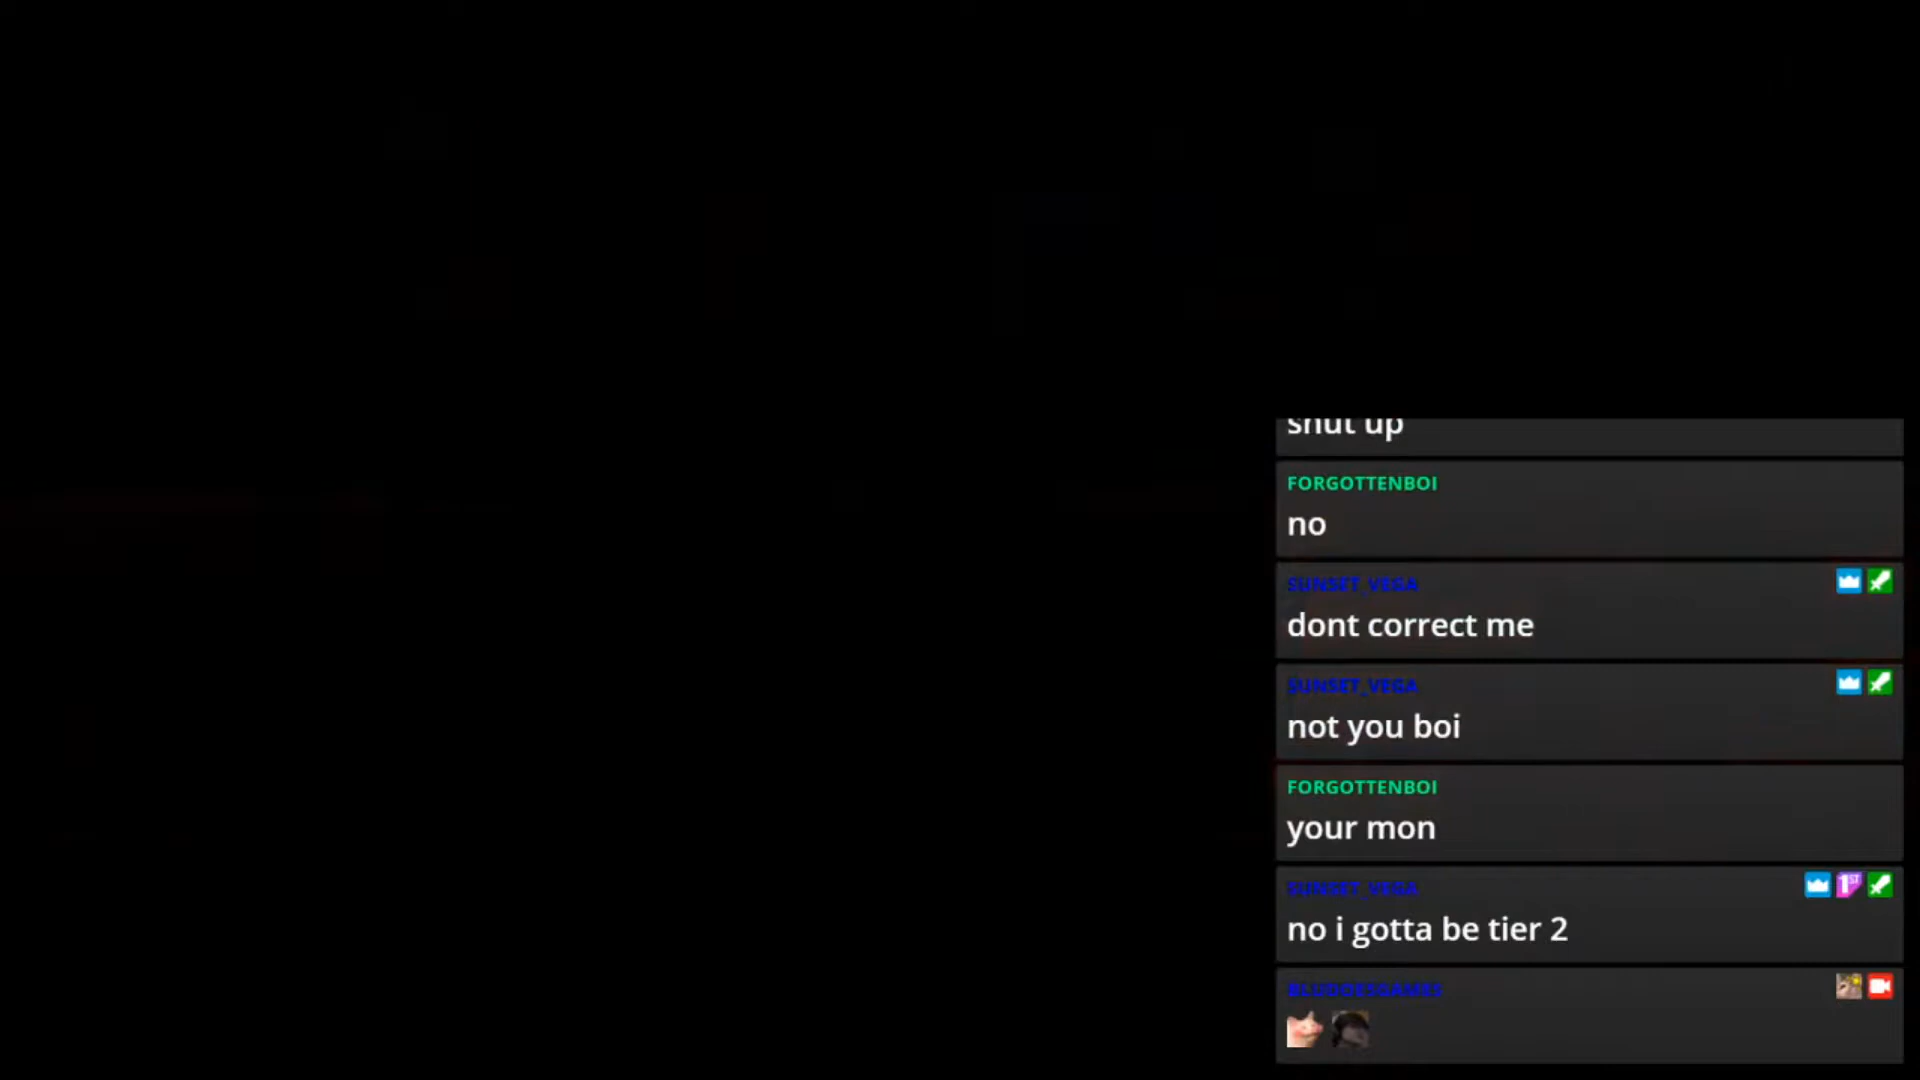 shut up
FORGOTTENBOI
no
SUNSET_VEGA
dont correct me
SUNSET_VEGA
not you boi
FORGOTTENBOI
your mon
SUNSET_VEGA
1ST
no i gotta be tier 2